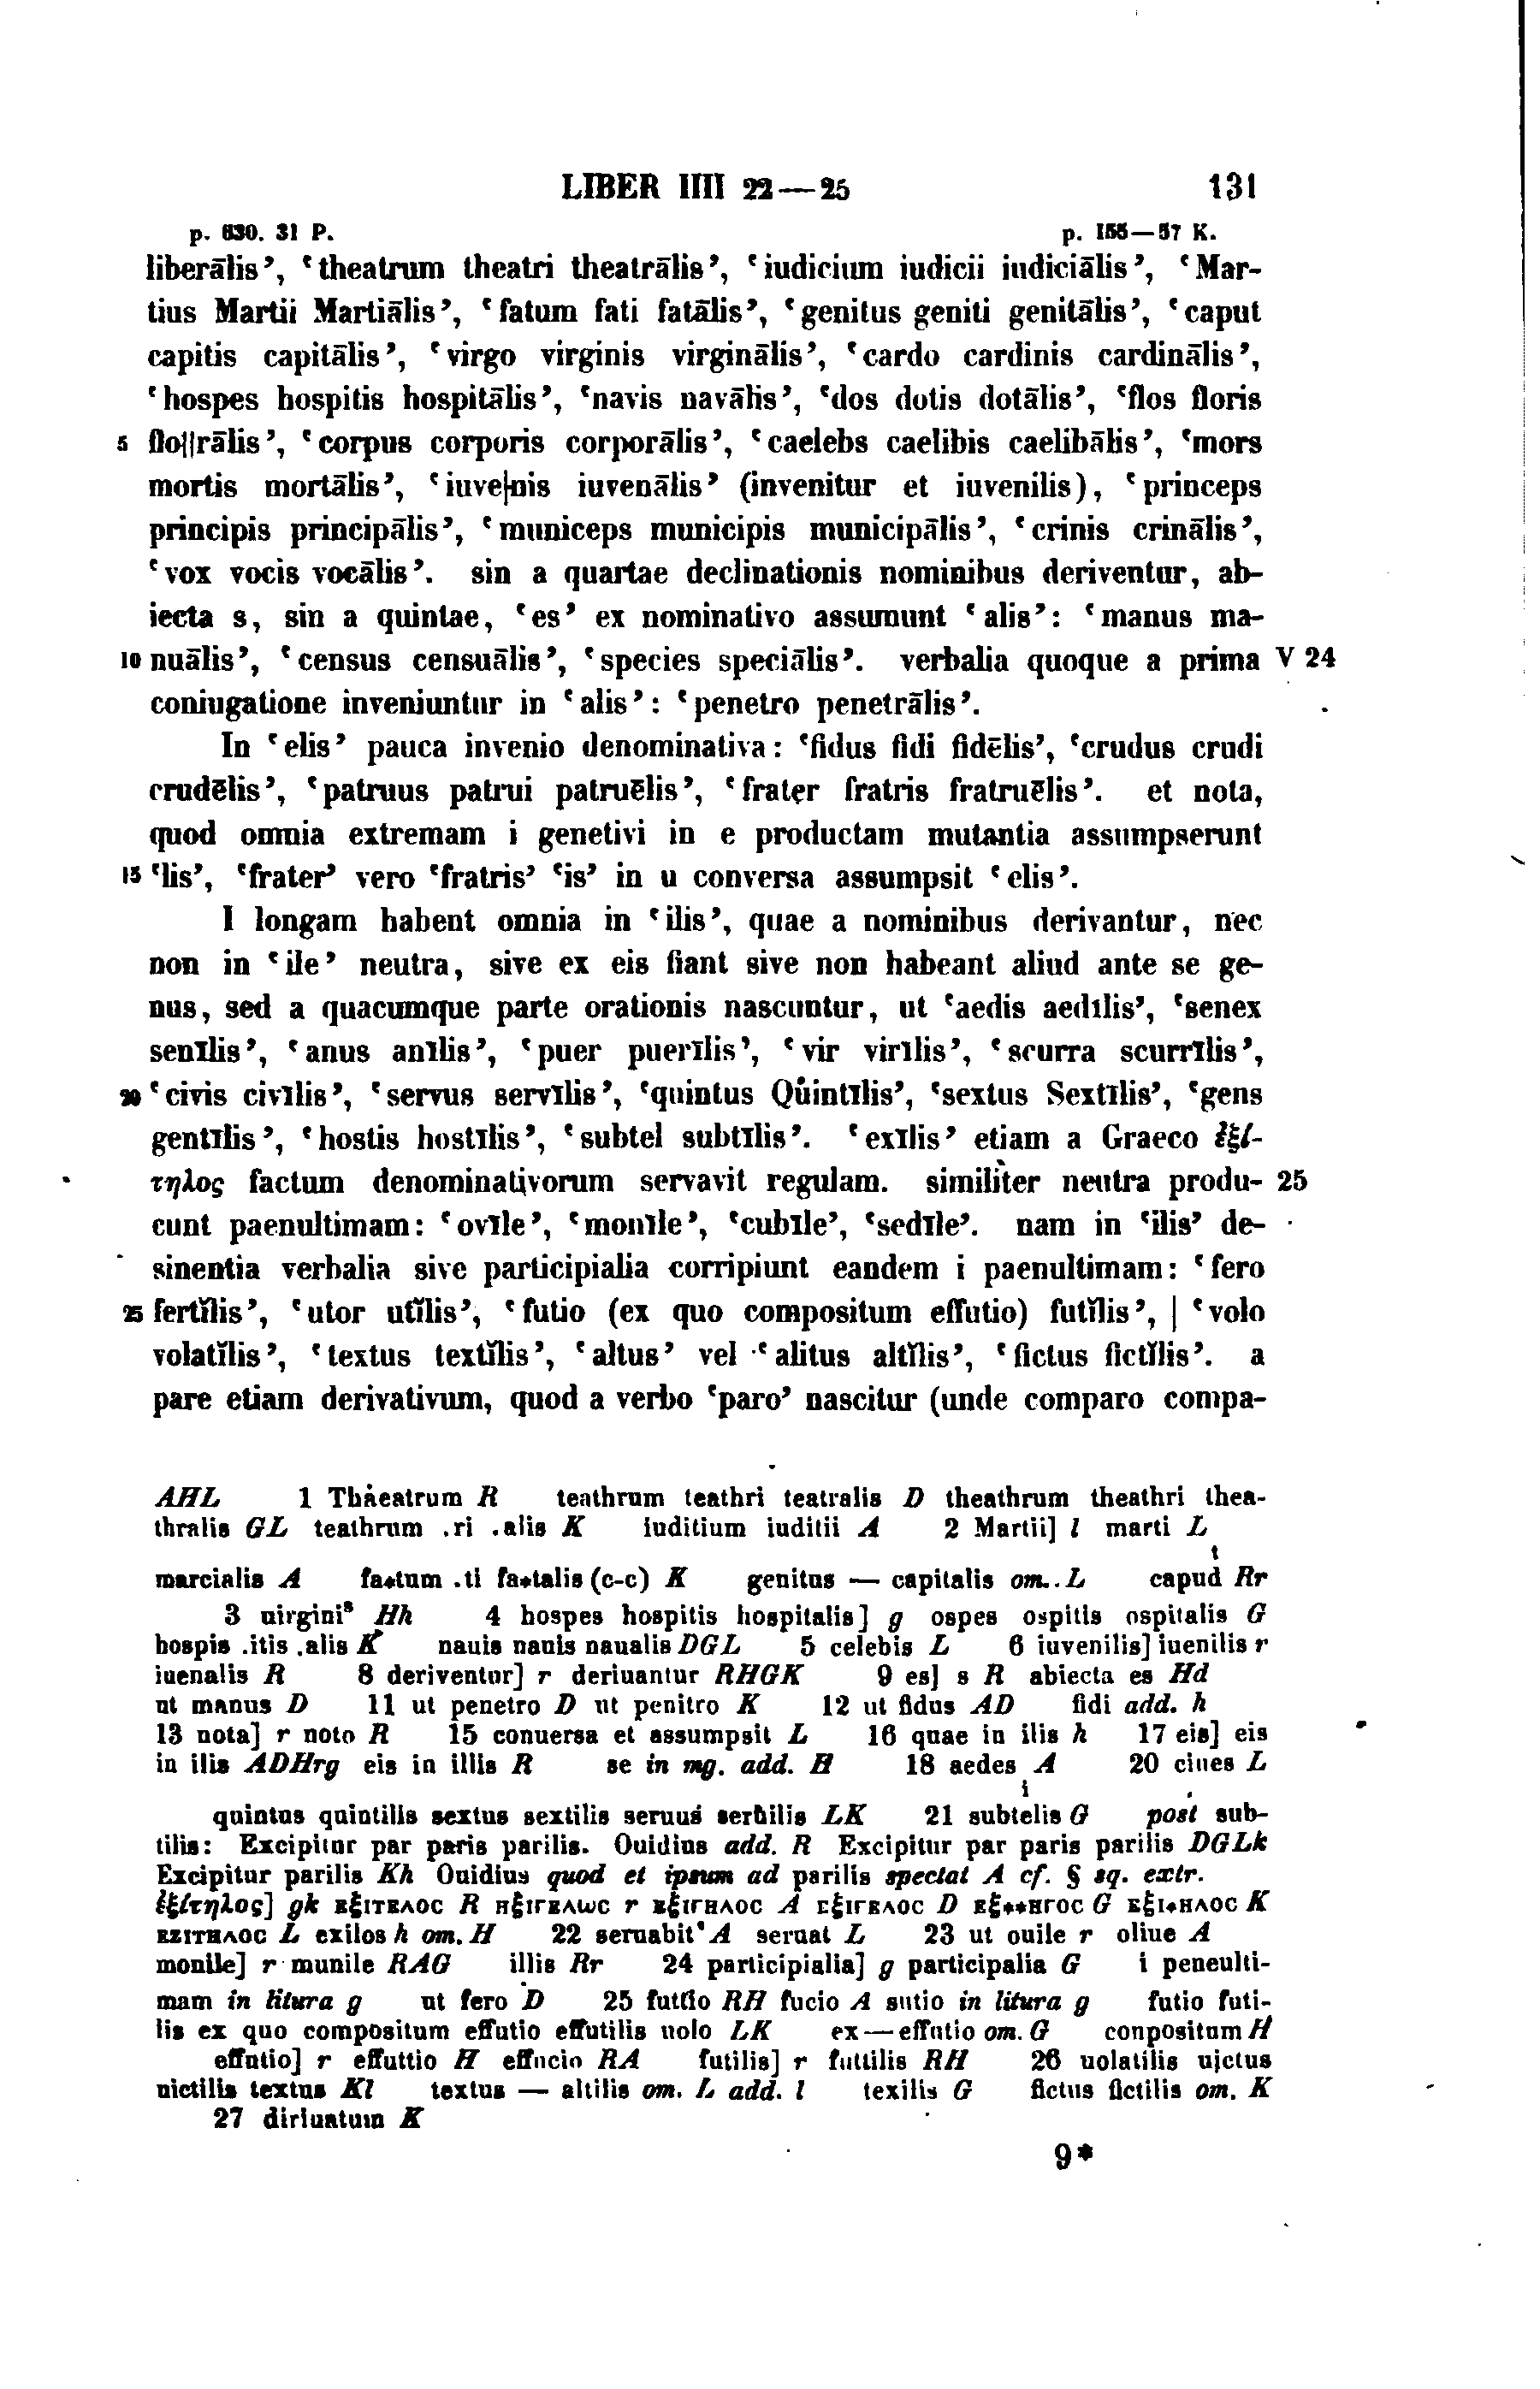 LIBER IIII 22—25 131
p. 630. 31 P. p. 155—57 K.
liberālis’, ‘theatrum theatri theatrālis’, ‘iudicium iudicii iudiciālis’, ‘Mar-
tius Martii Martiālis’, ‘fatum fati fatālis’, ‘genitus geniti genitālis’, ‘caput
capitis capitālis’, ‘virgo virginis virginālis’, ‘cardo cardinis cardinālis’,
‘hospes hospitis hospitālis’, ‘navis navālis’, ‘dos dotis dotālis’, ‘flos floris
5 flo||rālis’, ‘corpus corporis corporālis’, ‘caelebs caelibis caelibālis’, ‘mors
mortis mortālis’, ‘iuve|nis iuvenālis’ (invenitur et iuvenilis), ‘princeps
principis principālis’, ‘municeps municipis municipālis’, ‘crinis crinālis’,
‘vox vocis vocālis’. sin a quartae declinationis nominibus deriventur, ab-
iecta s, sin a quintae, ‘es’ ex nominativo assumunt ‘alis’: ‘manus ma-
10 nuālis’, ‘census censuālis’, ‘species speciālis’. verbalia quoque a prima V 24
coniugatione inveniuntur in ‘alis’: ‘penetro penetrālis’.
In ‘elis’ pauca invenio denominativa: ‘fidus fidi fidēlis’, ‘crudus crudi
crudēlis’, ‘patruus patrui patruēlis’, ‘frater fratris fratruēlis’. et nota,
quod omnia extremam i genetivi in e productam mutantia assumpserunt
15 ‘lis’, ‘frater’ vero ‘fratris’ ‘is’ in u conversa assumpsit ‘elis’.
I longam habent omnia in ‘ilis’, quae a nominibus derivantur, nec
non in ‘ile’ neutra, sive ex eis fiant sive non habeant aliud ante se ge-
nus, sed a quacumque parte orationis nascuntur, ut ‘aedis aedīlis’, ‘senex
senīlis’, ‘anus anīlis’, ‘puer puerīlis’, ‘vir virīlis’, ‘scurra scurrīlis’,
20 ‘civis civīlis’, ‘servus servīlis’, ‘quintus Quintīlis’, ‘sextus Sextīlis’, ‘gens
gentīlis’, ‘hostis hostīlis’, ‘subtel subtīlis’. ‘exīlis’ etiam a Graeco ἐξί-
τηλος factum denominativorum servavit regulam. similiter neutra produ- 25
cunt paenultimam: ‘ovīle’, ‘monīle’, ‘cubīle’, ‘sedīle’. nam in ‘ilis’ de-
sinentia verbalia sive participialia corripiunt eandem i paenultimam: ‘fero
25 fertĭlis’, ‘utor utĭlis’, ‘futio (ex quo compositum effutio) futĭlis’, | ‘volo
volatĭlis’, ‘textus textĭlis’, ‘altus’ vel ‘alitus altĭlis’, ‘fictus fictĭlis’. a
pare etiam derivativum, quod a verbo ‘paro’ nascitur (unde comparo compa-
AHL 1 Thaeatrum R teathrum teathri teatralis D theathrum theathri thea-
thralis GL teathrum .ri .alis K iuditium iuditii A 2 Martii] l marti L
t
marcialis A fa*tum .ti fa*talis (c-c) K genitus — capitalis om. L capud Rr
3 uirginis Hh 4 hospes hospitis hospitalis] g ospes ospitis ospitalis G
hospis .itis .alis K nauis nauis naualis DGL 5 celebis L 6 iuvenilis] iuenilis r
iuenalis R 8 deriventur] r deriuantur RHGK 9 es] s R abiecta es Hd
ut manus D 11 ut penetro D ut penitro K 12 ut fidus AD fidi add. h
13 nota] r noto R 15 conuersa et assumpsit L 16 quae in ilis h 17 eis] eis
in ilis ADHrg eis in illis R se in mg. add. H 18 aedes A 20 ciues L
i
quintus quintilis sextus sextilis seruus serbilis LK 21 subtelis G post sub-
tilis: Excipitur par paris parilis. Ouidius add. R Excipitur par paris parilis DGLk
Excipitur parilis Kh Ouidius quod et ipsum ad parilis spectat A cf. § sq. extr.
ἐξίτηλος] gk ΕξΙΤΕΛΟC R ΗξΙΓΕΛωC r ΕξΙΓΗΛΟC A ΕξΙΓΕΛΟC D Εξ**ΗΓΟC G ΕξΙ*ΗΛΟC K
ΕΖΙΤΗΛΟC L exilos h om. H 22 seruabit A seruat L 23 ut ouile r oliue A
monile] r munile RAG illis Rr 24 participialia] g participalia G i peneulti-
mam in litura g ut fero D 25 futtio RH fucio A sutio in litura g futio futi-
lis ex quo compositum effutio effutilis uolo LK ex — effutio om. G conpositum H
effutio] r effuttio H effucio RA futilis] r futtilis RH 26 uolatilis uictus
uictilis textus Kl textus — altilis om. L add. l texilis G fictus fictilis om. K
27 diriuatum K
9*